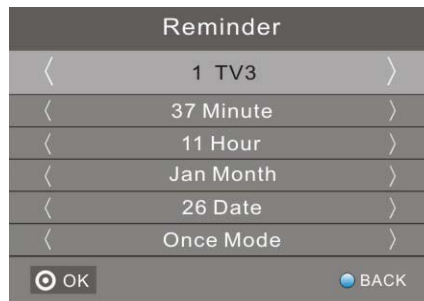 Reminder
1 TV3
37 Minute
11 Hour
Jan Month
26 Date
Once Mode
OK BACK